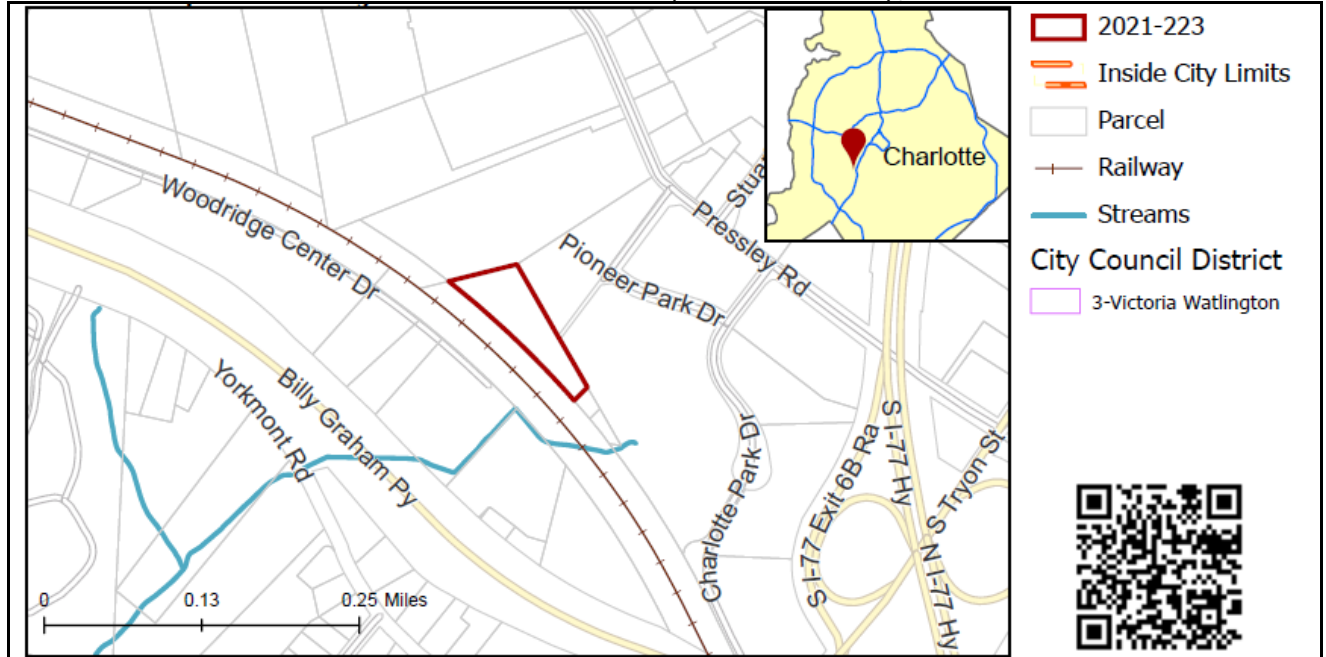 2021-223
Inside City Limits
Parcel
Railway
Streams
City Council District
3-Victoria Watlington
Charlotte
Woodridge Center Dr
Pioneer Park Dr
Pressley Rd
Yorkmont Rd
Billy Graham Py
Charlotte Park Dr
S I-77 Exit 6B Ra
S I-77 Hy
N I-77 Hy
S Tryon St
Stua
0 0.13 0.25 Miles